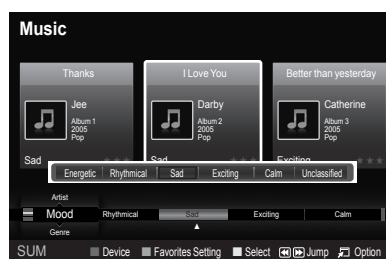 Music
Thanks I Love You Better than yesterday
Jee Darby Catherine
Album 1 Album 2 Album 3
2005 2005 2005
Pop Pop Pop
Sad Sad Exciting
Energetic Rhythmical Sad Exciting Calm Unclassified
Artist
Mood Rhythmical Sad Exciting Calm
Genre
SUM Device Favorites Setting Select Jump Option